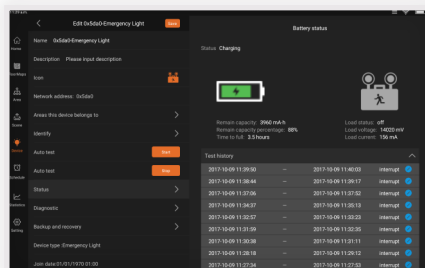 Edit 0x5da0-Emergency Light
Save
Battery status
Home
Name 0x5da0-Emergency Light
Status Charging
Description Please input description
Icon
Area
Network address: 0x5da0
Areas this device belongs to
Scene
Remain capacity: 3960 mA·h
Load status: off
Identify
Remain capacity percentage: 88%
Load voltage: 14020 mV
Time to full: 3.5 hours
Load current: 156 mA
Auto test
Start
Test history
Auto test
Stop
Schedule
2017-10-09 11:39:50 -- 2017-10-09 11:40:03 interrupt
2017-10-09 11:38:44 -- 2017-10-09 11:39:17 interrupt
Status
2017-10-09 11:37:06 -- 2017-10-09 11:37:52 interrupt
Diagnostic
2017-10-09 11:34:37 -- 2017-10-09 11:35:13 interrupt
Statistics
2017-10-09 11:32:57 -- 2017-10-09 11:33:23 interrupt
Backup and recovery
2017-10-09 11:31:59 -- 2017-10-09 11:32:35 interrupt
Setting
Device type: Emergency Light
2017-10-09 11:30:38 -- 2017-10-09 11:31:11 interrupt
2017-10-09 11:28:18 -- 2017-10-09 11:29:12 interrupt
Join date:01/01/1970 01:00
2017-10-09 11:27:34 -- 2017-10-09 11:27:53 interrupt